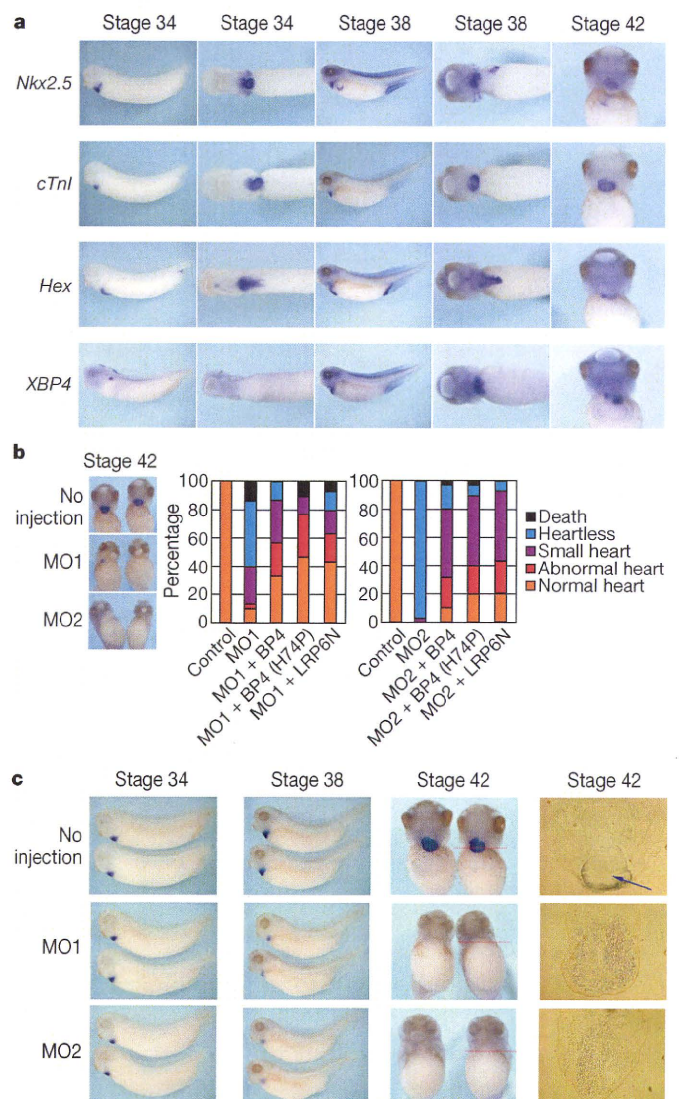 a
Stage 34 Stage 34 Stage 38 Stage 38 Stage 42
Nkx2.5
cTnI
Hex
XBP4
b
Stage 42
No
injection
MO1
MO2
Percentage
100
80
60
40
20
0
Control
MO1
MO1 + BP4
MO1 + BP4 (H74P)
MO1 + LRP6N
100
80
60
40
20
0
Control
MO2
MO2 + BP4
MO2 + BP4 (H74P)
MO2 + LRP6N
Death
Heartless
Small heart
Abnormal heart
Normal heart
c
Stage 34 Stage 38 Stage 42 Stage 42
No
injection
MO1
MO2